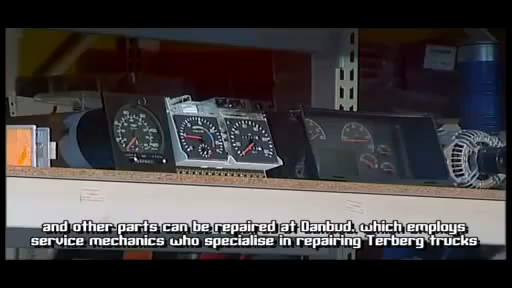 and other parts can be repaired at Danbud, which employs
service mechanics who specialise in repairing Terberg trucks